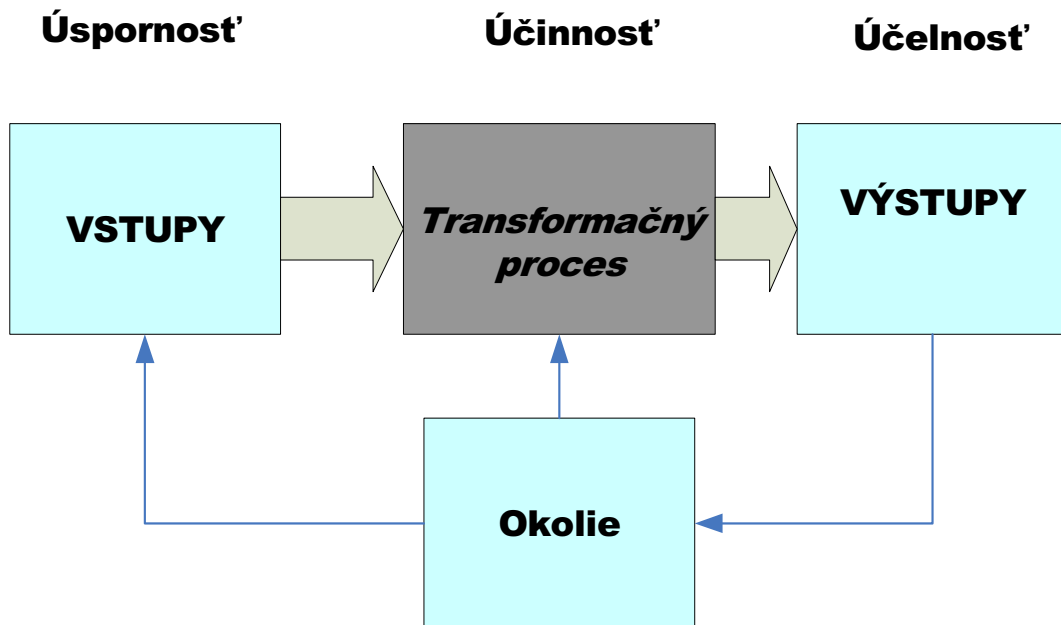 Úspornosť
Účinnosť
Účelnosť
VSTUPY
Transformačný
proces
VÝSTUPY
Okolie